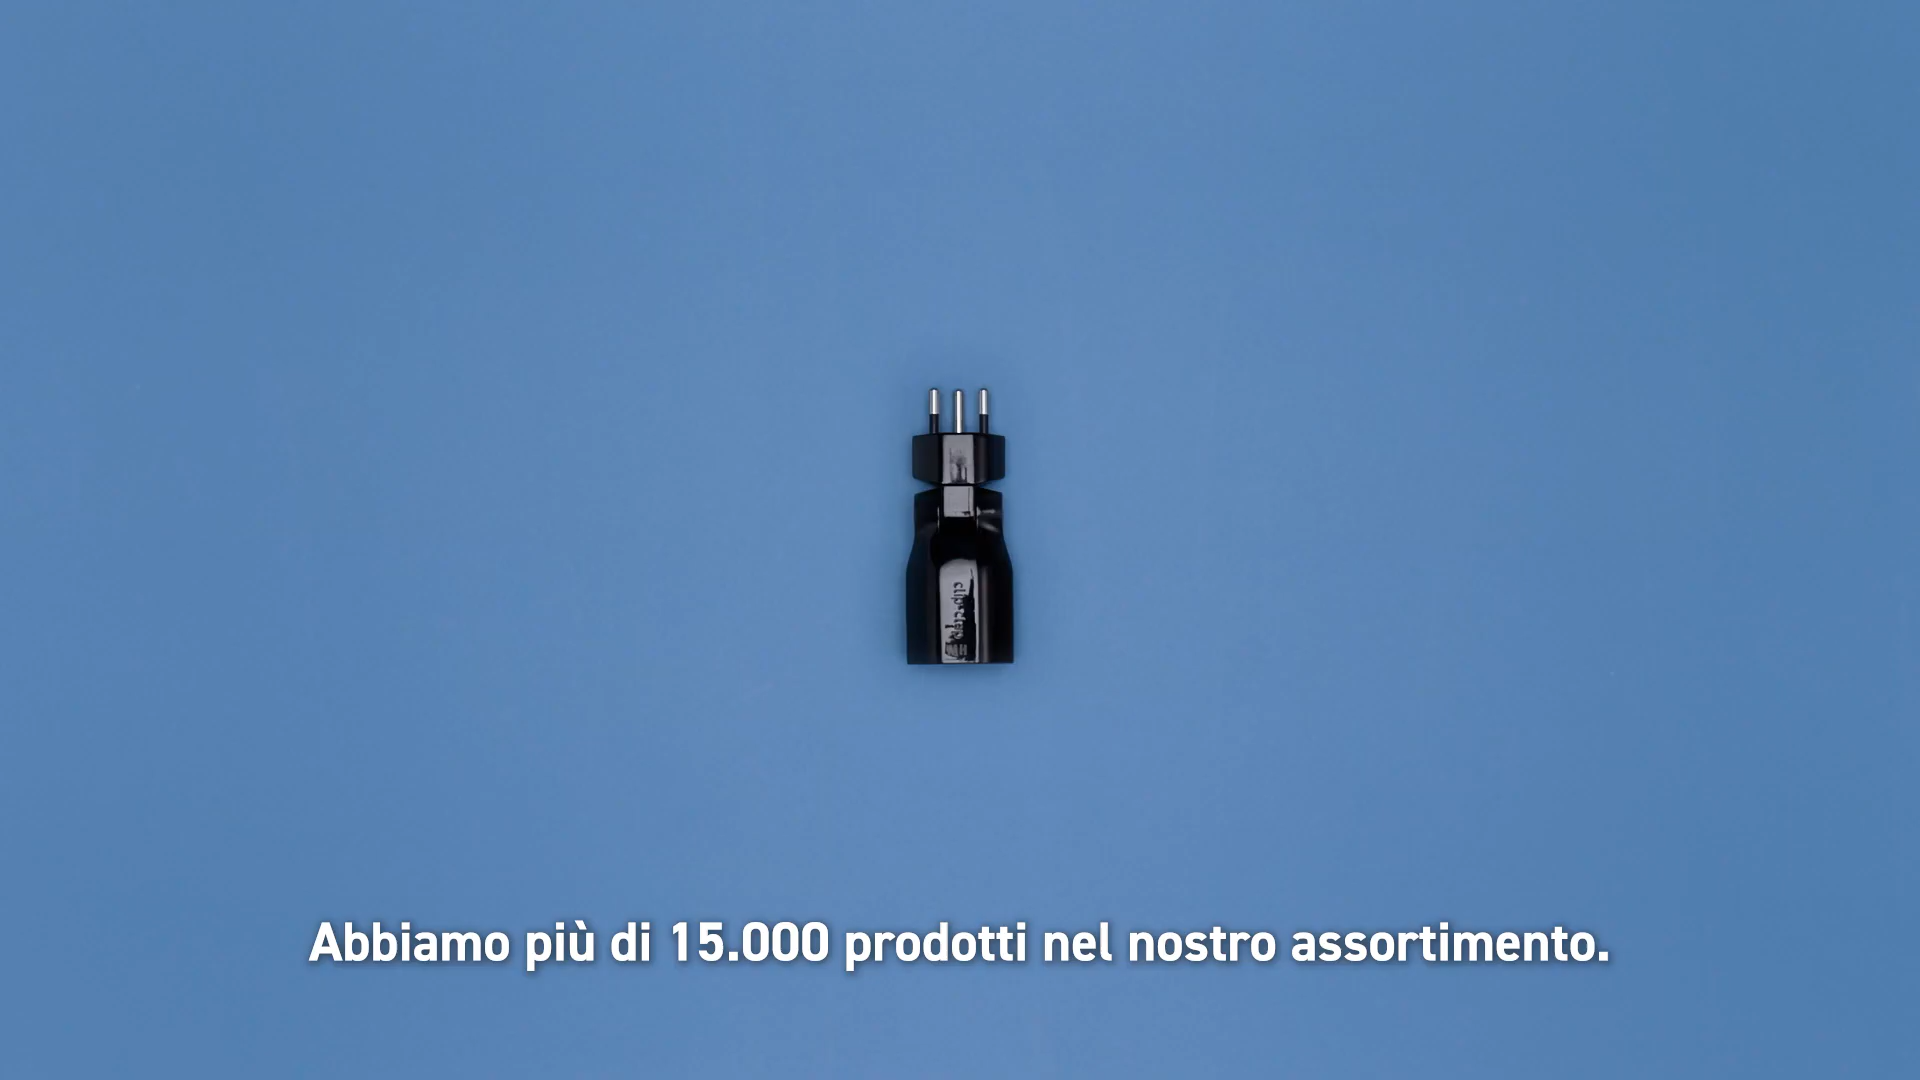 Abbiamo più di 15.000 prodotti nel nostro assortimento.